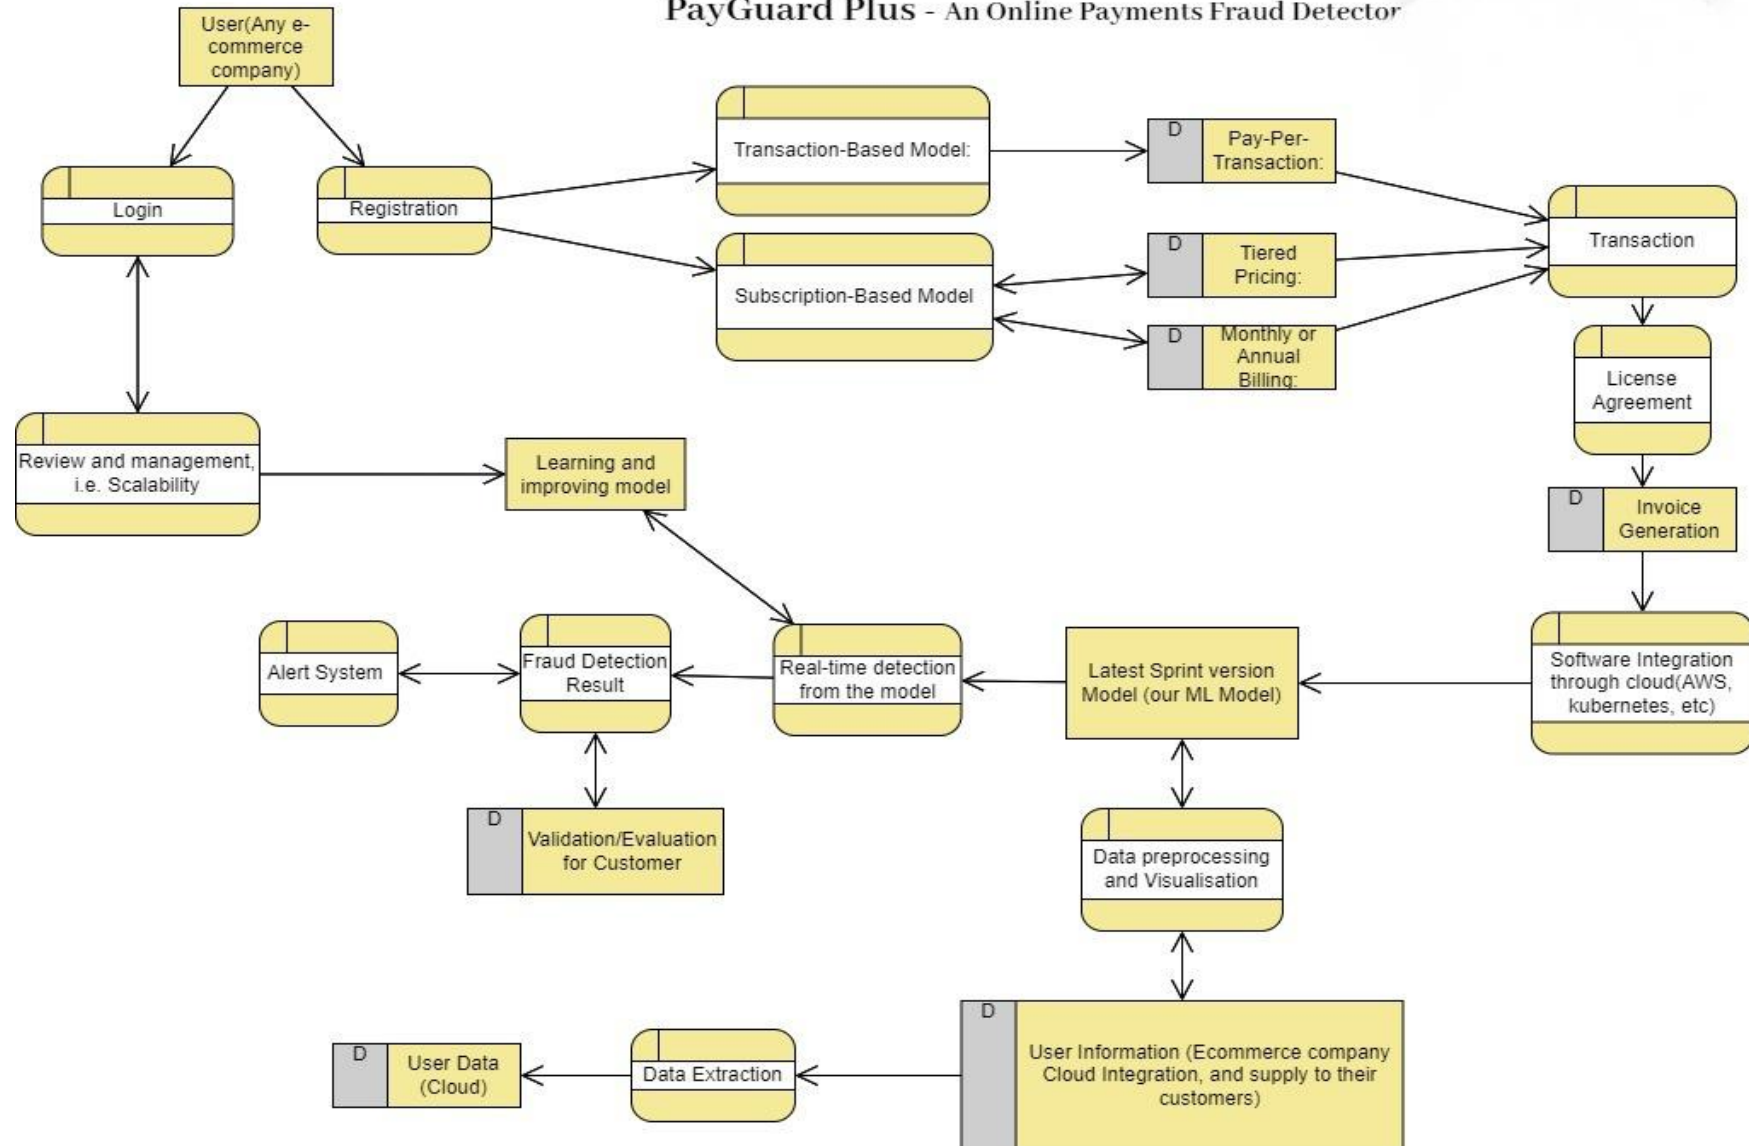 PayGuard Plus - An Online Payments Fraud Detector
User(Any e-
commerce
company)
Login
Registration
Transaction-Based Model:
Subscription-Based Model
D
Pay-Per-
Transaction:
D
Tiered
Pricing:
D
Monthly or
Annual
Billing:
Transaction
License
Agreement
D
Invoice
Generation
Review and management,
i.e. Scalability
Learning and
improving model
Alert System
Fraud Detection
Result
Real-time detection
from the model
Latest Sprint version
Model (our ML Model)
Software Integration
through cloud(AWS,
kubernetes, etc)
D
Validation/Evaluation
for Customer
Data preprocessing
and Visualisation
D
User Data
(Cloud)
Data Extraction
D
User Information (Ecommerce company
Cloud Integration, and supply to their
customers)